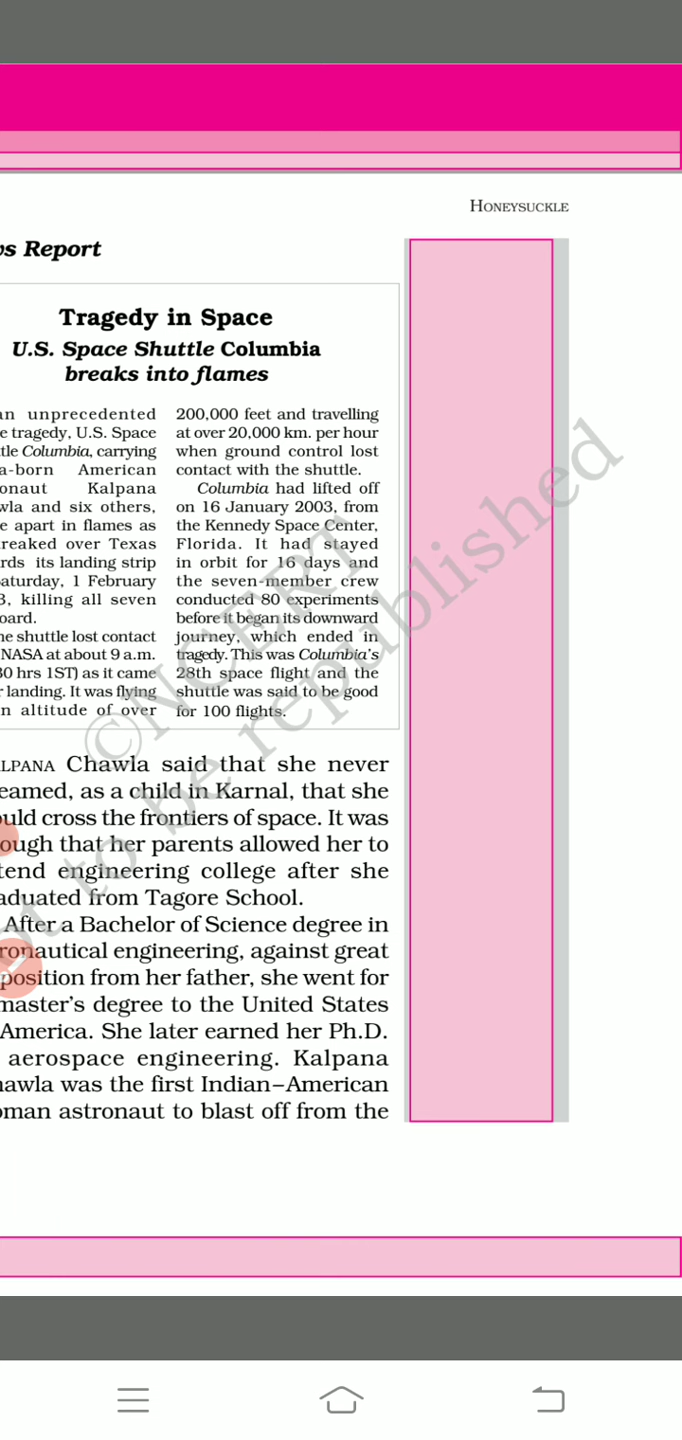 HONEYSUCKLE
ws Report
Tragedy in Space
U.S. Space Shuttle Columbia
breaks into flames
an unprecedented
e tragedy, U.S. Space
tle Columbia, carrying
a-born American
onaut Kalpana
wla and six others,
e apart in flames as
reaked over Texas
rds its landing strip
aturday, 1 February
3, killing all seven
oard.
he shuttle lost contact
NASA at about 9 a.m.
30 hrs 1ST) as it came
r landing. It was flying
n altitude of over
200,000 feet and travelling
at over 20,000 km. per hour
when ground control lost
contact with the shuttle.
Columbia had lifted off
on 16 January 2003, from
the Kennedy Space Center,
Florida. It had stayed
in orbit for 16 days and
the seven-member crew
conducted 80 experiments
before it began its downward
journey, which ended in
tragedy. This was Columbia's
28th space flight and the
shuttle was said to be good
for 100 flights.
ALPANA Chawla said that she never
eamed, as a child in Karnal, that she
ould cross the frontiers of space. It was
ough that her parents allowed her to
tend engineering college after she
aduated from Tagore School.
After a Bachelor of Science degree in
ronautical engineering, against great
position from her father, she went for
master's degree to the United States
America. She later earned her Ph.D.
aerospace engineering. Kalpana
hawla was the first Indian–American
oman astronaut to blast off from the
©NCERT
not to be republished